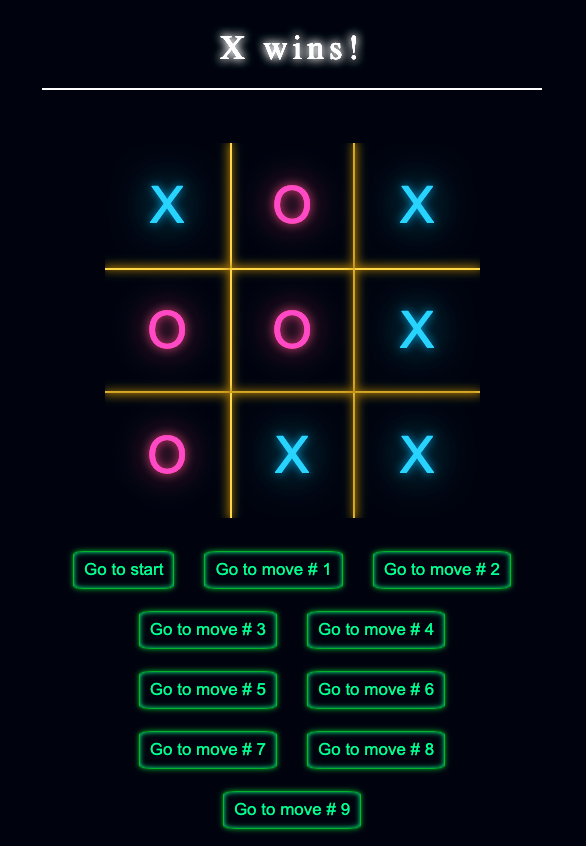 X wins!
X O X
O O X
O X X
Go to start Go to move # 1 Go to move # 2
Go to move # 3 Go to move # 4
Go to move # 5 Go to move # 6
Go to move # 7 Go to move # 8
Go to move # 9